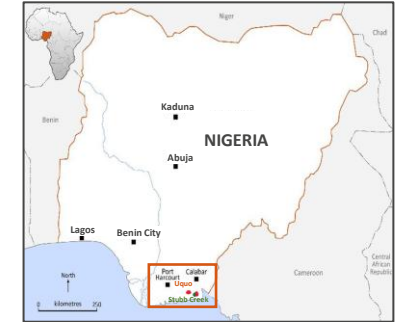 Niger
Chad
Kaduna
NIGERIA
Benin
Abuja
Lagos
Benin City
Port
Harcourt
Calabar
Uquo
Stubb Creek
Cameroon
Central
African
Republic
North
0 kilometres 250